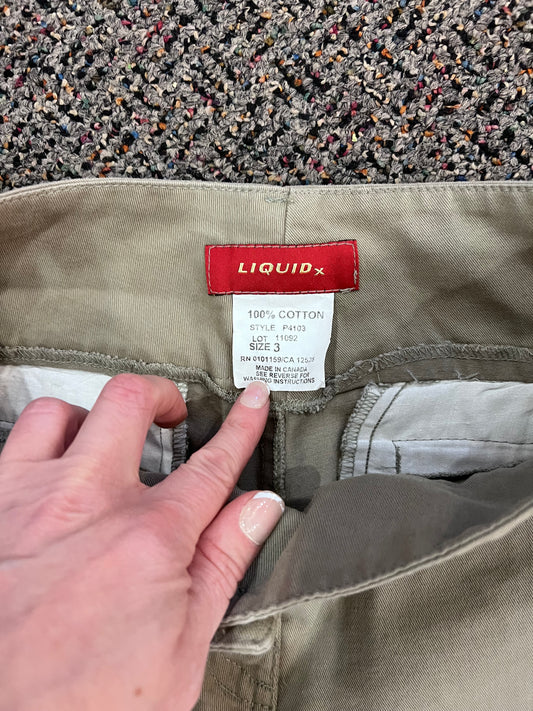 LIQUIDx
100% COTTON
STYLE P4103
LOT 11092
SIZE 3
RN 0101159/CA
MADE IN CANADA
SEE REVERSE FOR
WASHING INSTRUCTIONS